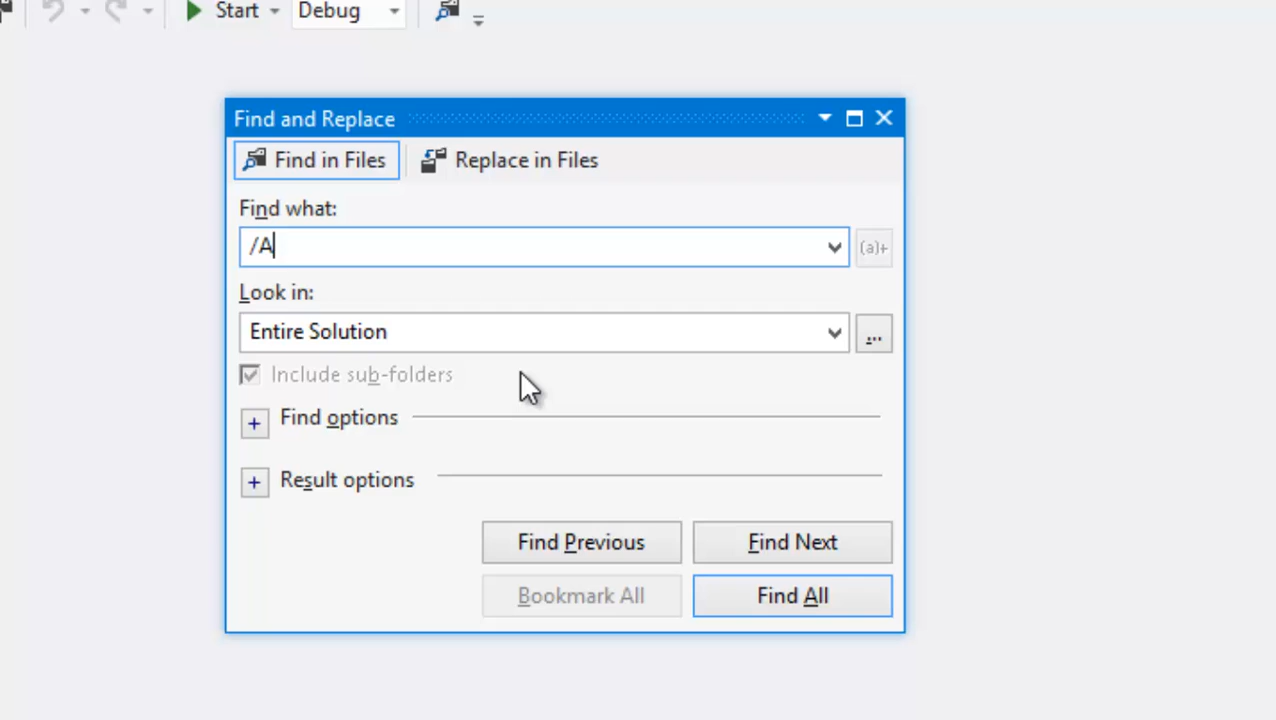 Start Debug
Find and Replace
Find in Files Replace in Files
Find what:
/A
(a)+
Look in:
Entire Solution
...
Include sub-folders
+ Find options
+ Result options
Find Previous Find Next
Bookmark All Find All